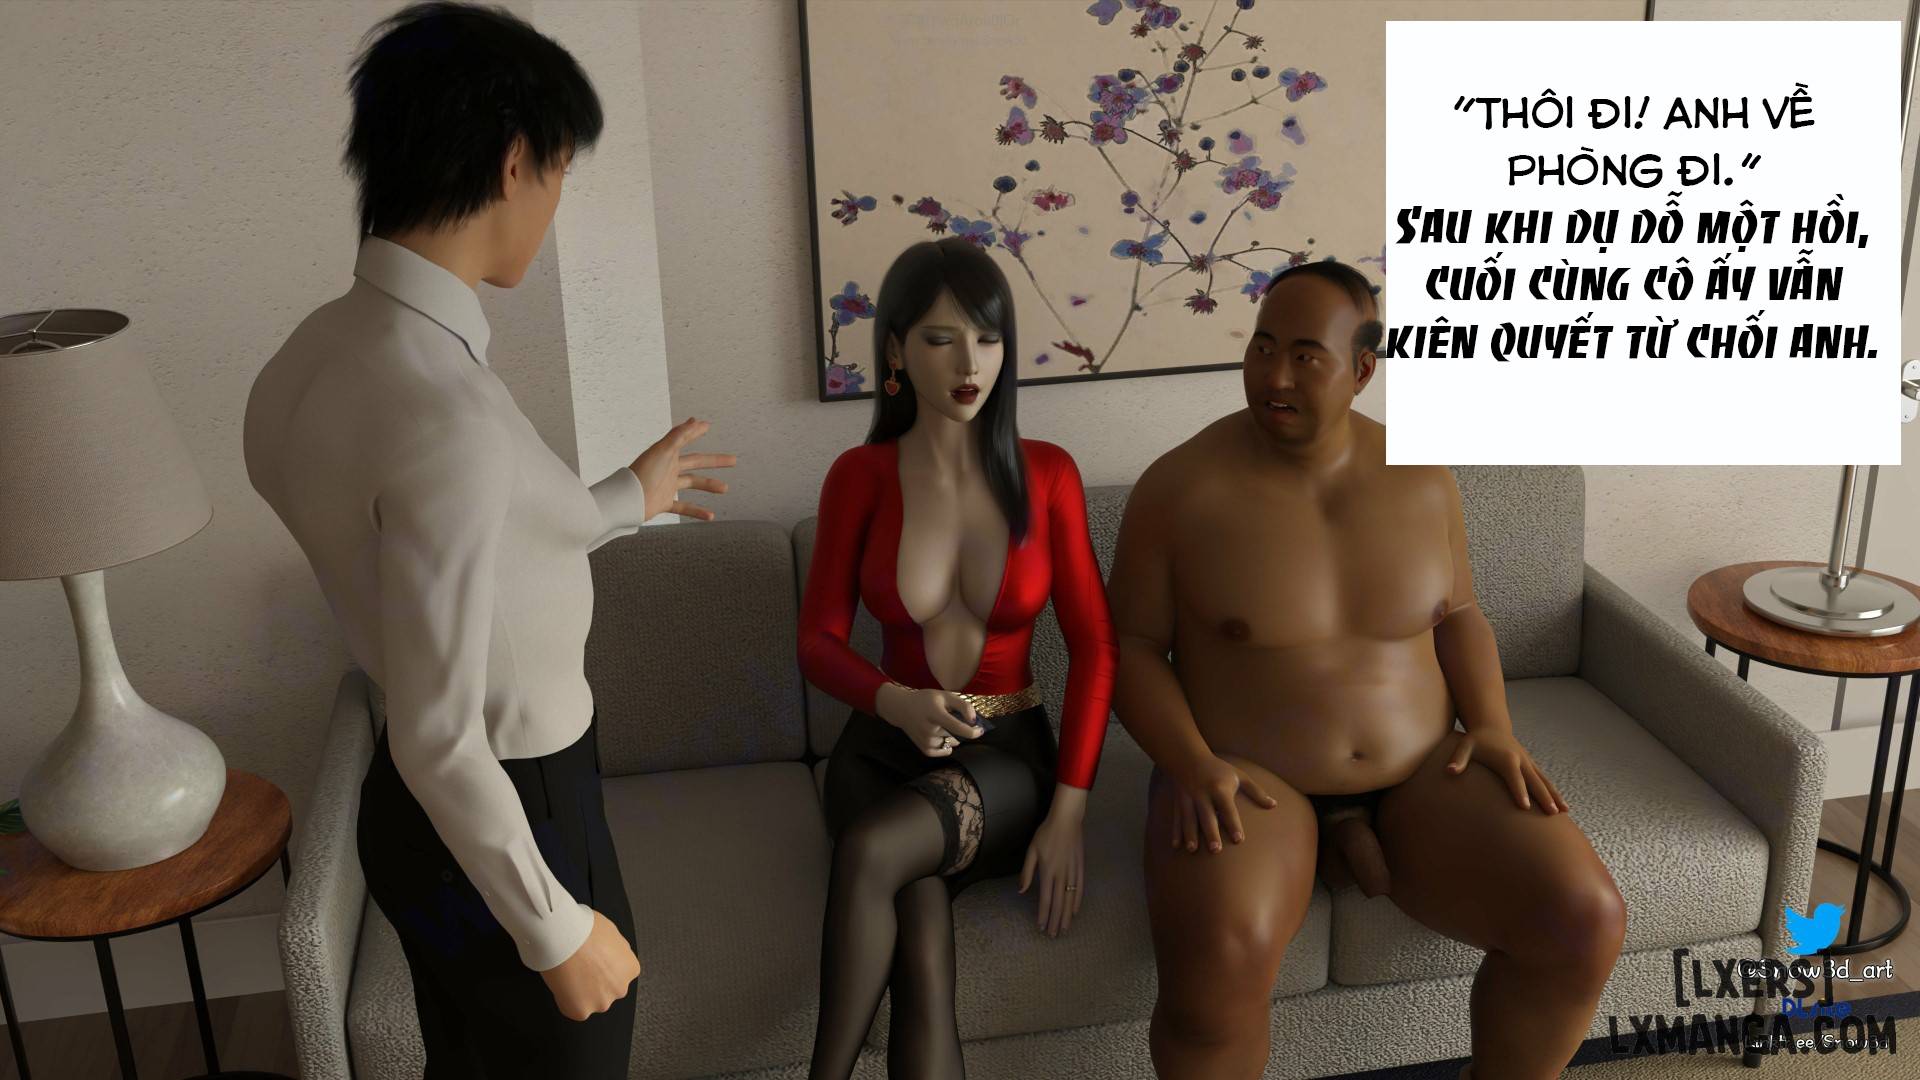 "THÔI ĐI! ANH VỀ
PHÒNG ĐI."
SAU KHI DỤ DỖ MỘT HỒI,
CUỐI CÙNG CÔ ẤY VẪN
KIÊN QUYẾT TỪ CHỐI ANH.
@Snow3d_art
[LXERS]
DLsite
LXMANGA.COM